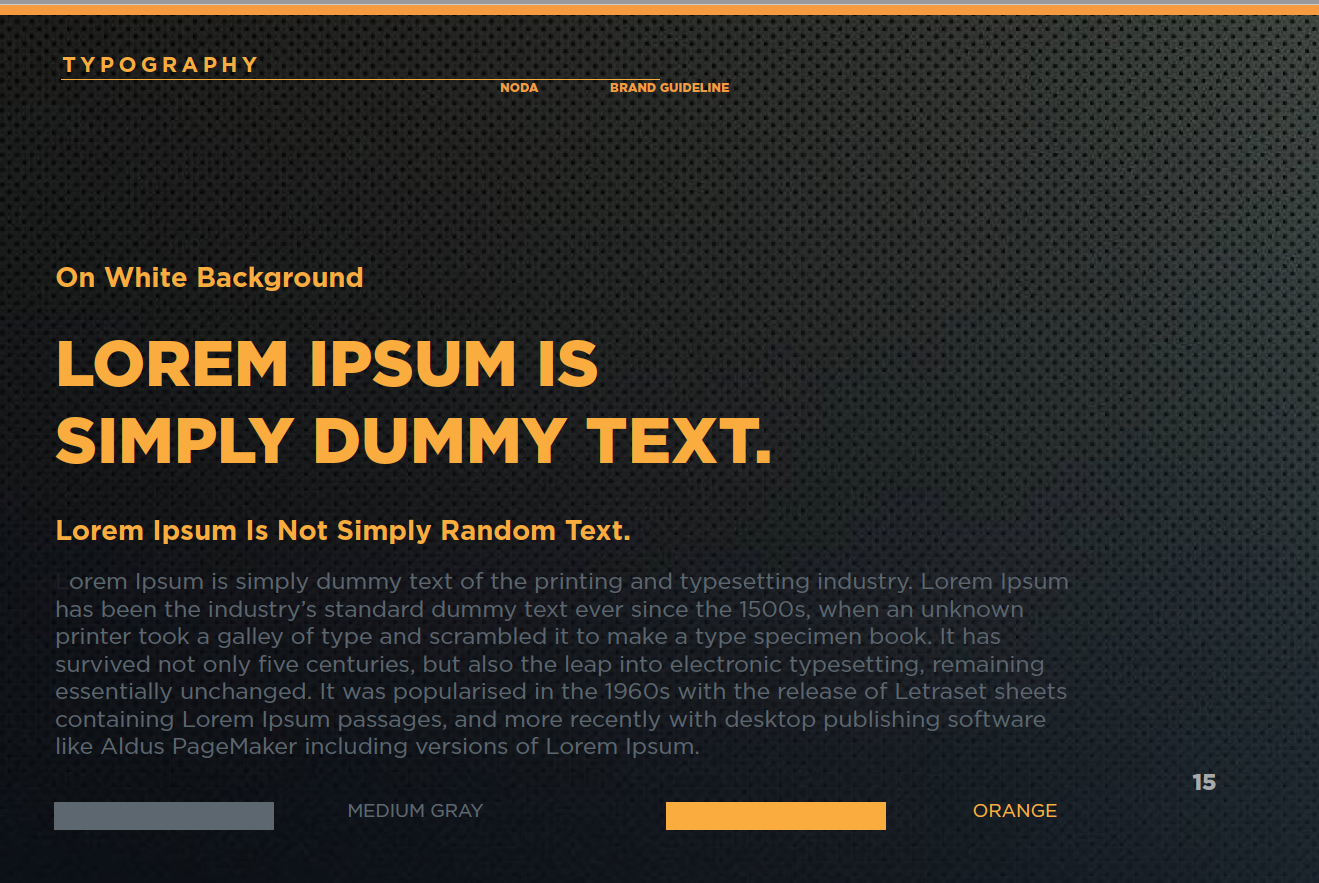 TYPOGRAPHY
NODA BRAND GUIDELINE
On White Background
LOREM IPSUM IS
SIMPLY DUMMY TEXT.
Lorem Ipsum Is Not Simply Random Text.
Lorem Ipsum is simply dummy text of the printing and typesetting industry. Lorem Ipsum
has been the industry’s standard dummy text ever since the 1500s, when an unknown
printer took a galley of type and scrambled it to make a type specimen book. It has
survived not only five centuries, but also the leap into electronic typesetting, remaining
essentially unchanged. It was popularised in the 1960s with the release of Letraset sheets
containing Lorem Ipsum passages, and more recently with desktop publishing software
like Aldus PageMaker including versions of Lorem Ipsum.
15
MEDIUM GRAY ORANGE